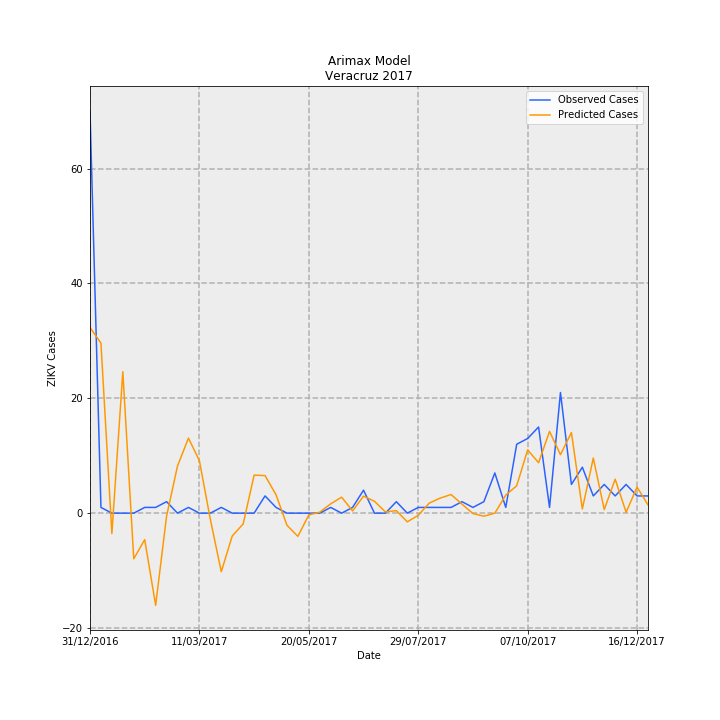 Arimax Model
Veracruz 2017
Observed Cases
Predicted Cases
60
40
20
0
−20
ZIKV Cases
31/12/2016 11/03/2017 20/05/2017 29/07/2017 07/10/2017 16/12/2017
Date